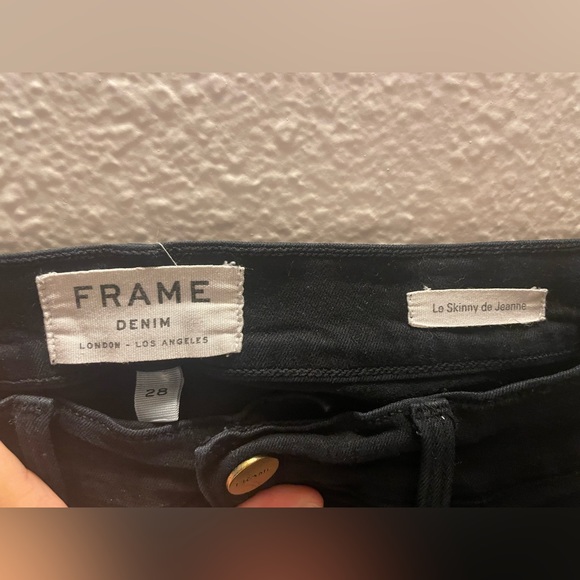 FRAME
DENIM
LONDON - LOS ANGELES
Le Skinny de Jeanne
28